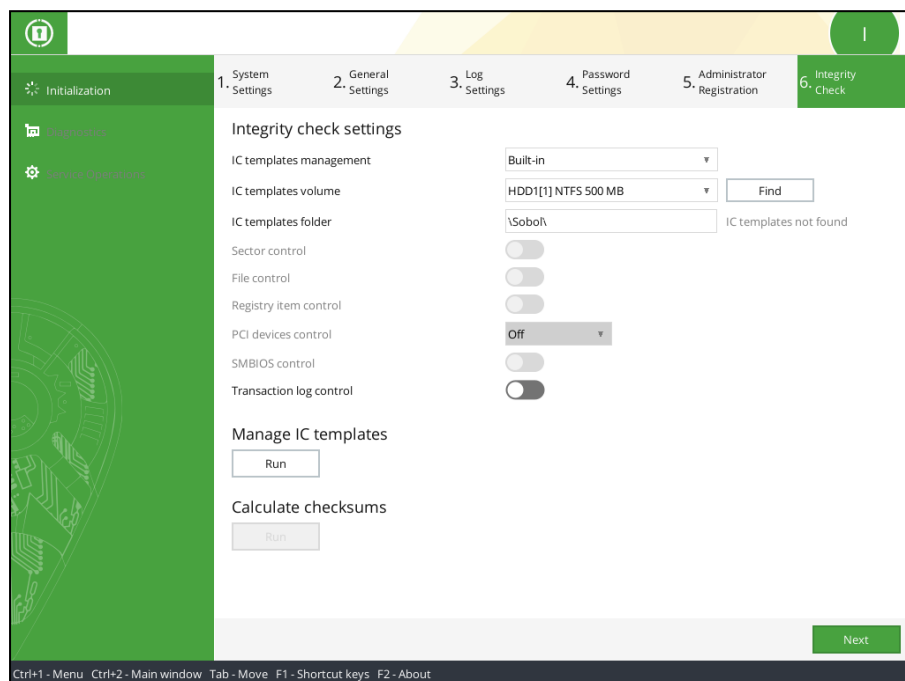 I
Initialization
1. System Settings
2. General Settings
3. Log Settings
4. Password Settings
5. Administrator Registration
6. Integrity Check
Integrity check settings
IC templates management
Built-in
IC templates volume
HDD1[1] NTFS 500 MB
Find
IC templates folder
\Sobol\
IC templates not found
Sector control
File control
Registry item control
PCI devices control
Off
SMBIOS control
Transaction log control
Manage IC templates
Run
Calculate checksums
Run
Next
Ctrl+1 - Menu Ctrl+2 - Main window Tab - Move F1 - Shortcut keys F2 - About